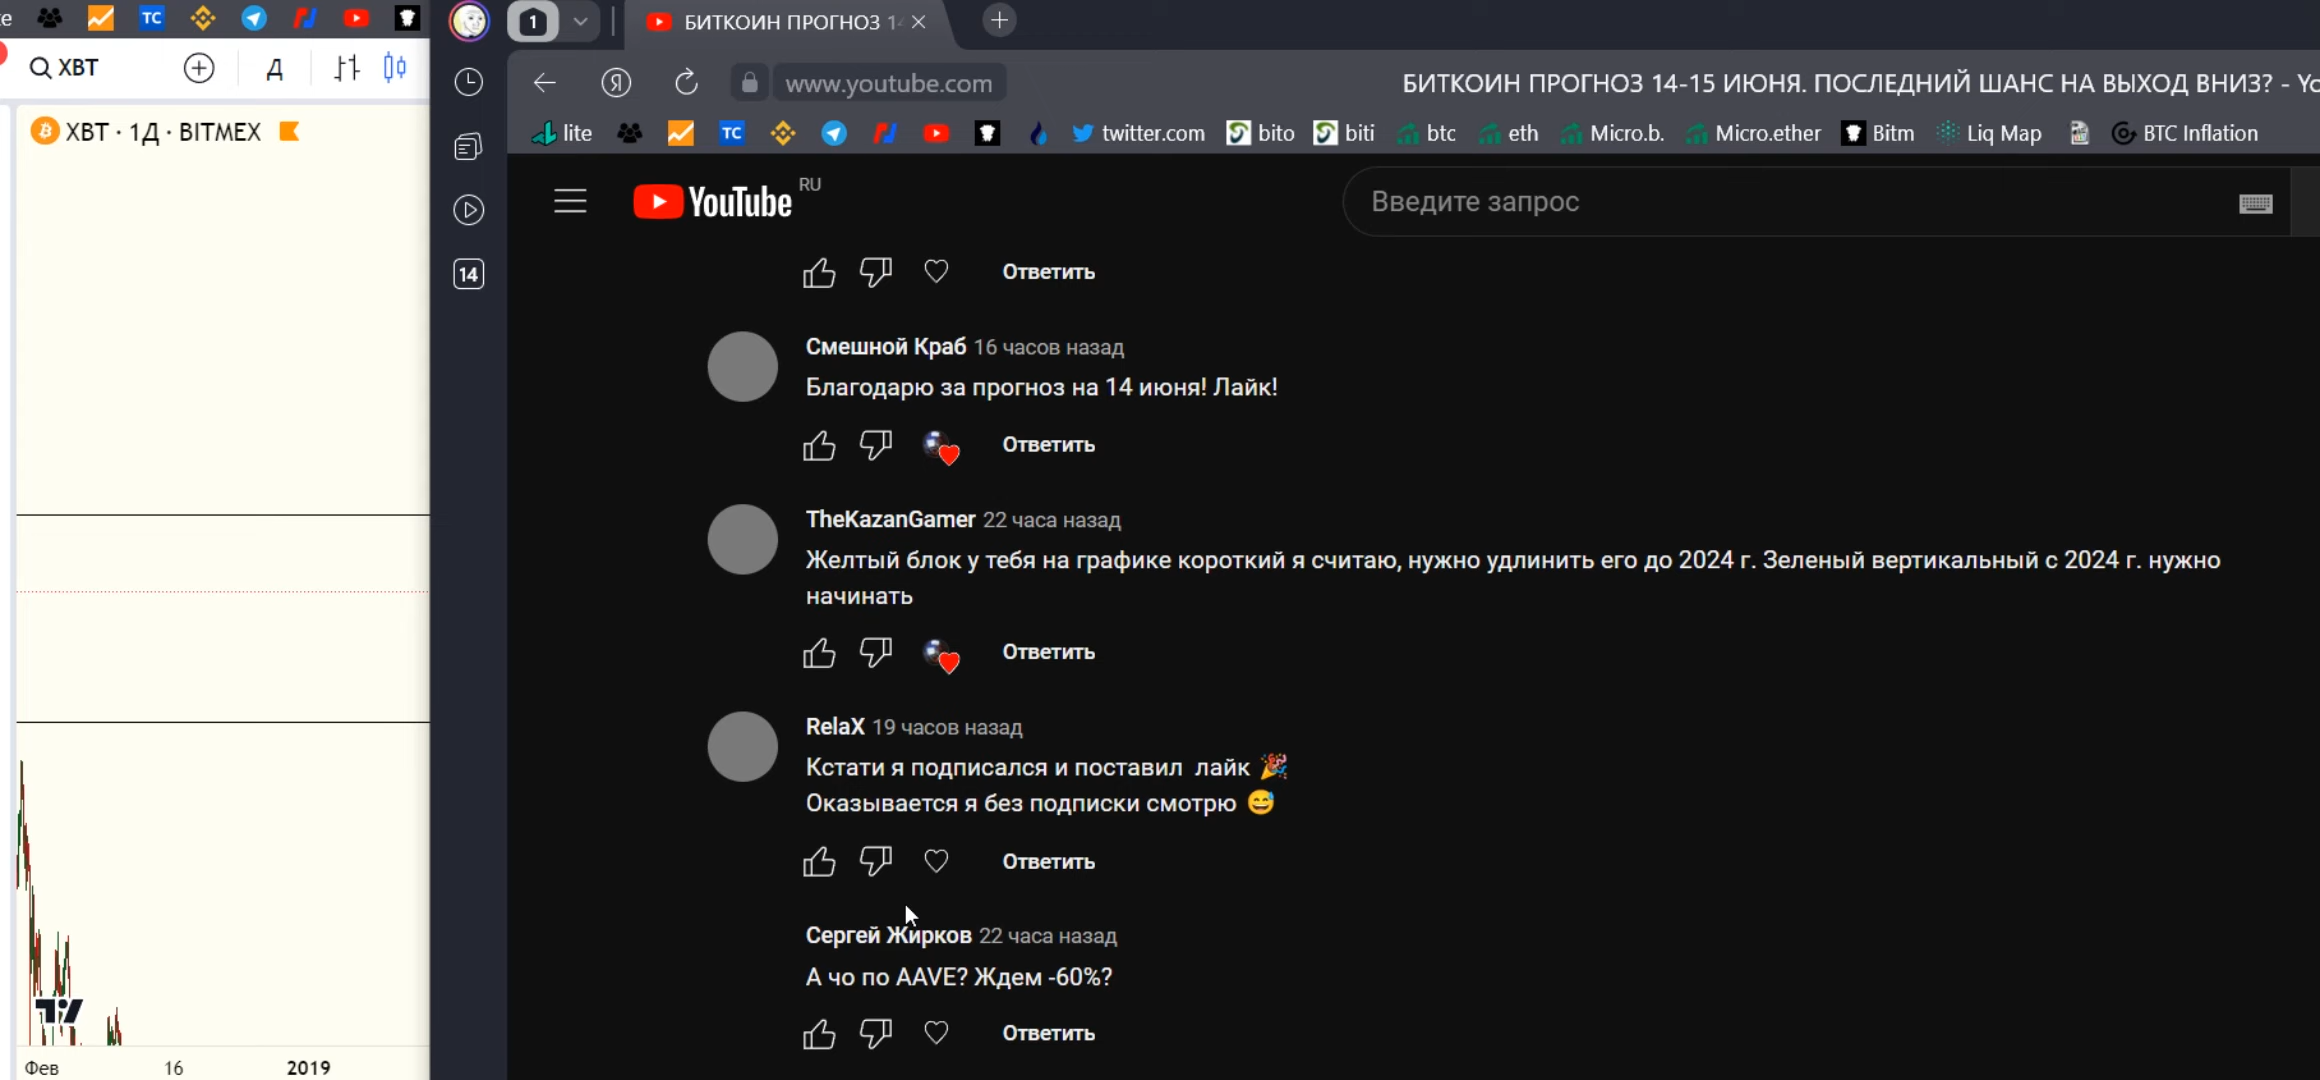 TC
XBT
Д
XBT · 1Д · BITMEX
Фев 16 2019
1
БИТКОИН ПРОГНОЗ
www.youtube.com
БИТКОИН ПРОГНОЗ 14-15 ИЮНЯ. ПОСЛЕДНИЙ ШАНС НА ВЫХОД ВНИЗ? -
lite TC twitter.com bito biti btc eth Micro.b. Micro.ether Bitm Liq Map BTC Inflation
14
YouTube RU
Введите запрос
Ответить
Смешной Краб 16 часов назад
Благодарю за прогноз на 14 июня! Лайк!
Ответить
TheKazanGamer 22 часа назад
Желтый блок у тебя на графике короткий я считаю, нужно удлинить его до 2024 г. Зеленый вертикальный с 2024 г. нужно
начинать
Ответить
RelaX 19 часов назад
Кстати я подписался и поставил лайк 🎉
Оказывается я без подписки смотрю 😅
Ответить
Сергей Жирков 22 часа назад
А чо по AAVE? Ждем -60%?
Ответить